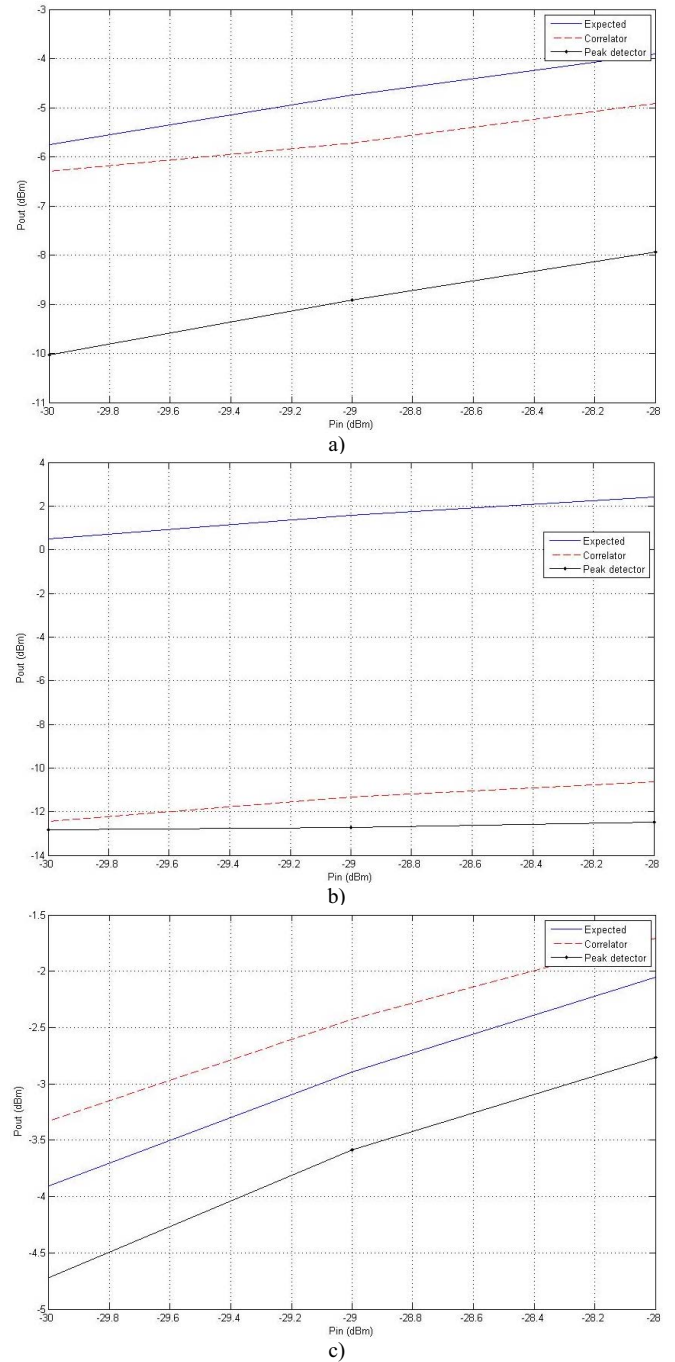 -3
-4
-5
-6
-7
-8
-9
-10
-11
Pout (dBm)
Expected
Correlator
Peak detector
-30 -29.8 -29.6 -29.4 -29.2 -29 -28.8 -28.6 -28.4 -28.2 -28
Pin (dBm)
a)
4
2
0
-2
-4
-6
-8
-10
-12
-14
Pout (dBm)
Expected
Correlator
Peak detector
-30 -29.8 -29.6 -29.4 -29.2 -29 -28.8 -28.6 -28.4 -28.2 -28
Pin (dBm)
b)
-1.5
-2
-2.5
-3
-3.5
-4
-4.5
-5
Pout (dBm)
Expected
Correlator
Peak detector
-30 -29.8 -29.6 -29.4 -29.2 -29 -28.8 -28.6 -28.4 -28.2 -28
Pin (dBm)
c)